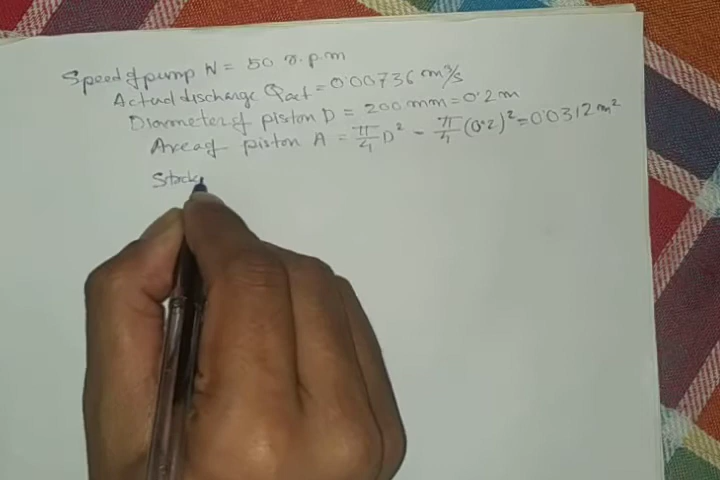 Speed of pump N = 50 r.p.m
Actual discharge Qact = 0.00736 m³/s
Diameter of piston D = 200 mm = 0.2 m
Area of piston A = π/4 D² = π/4 (0.2)² = 0.0312 m²
Strok